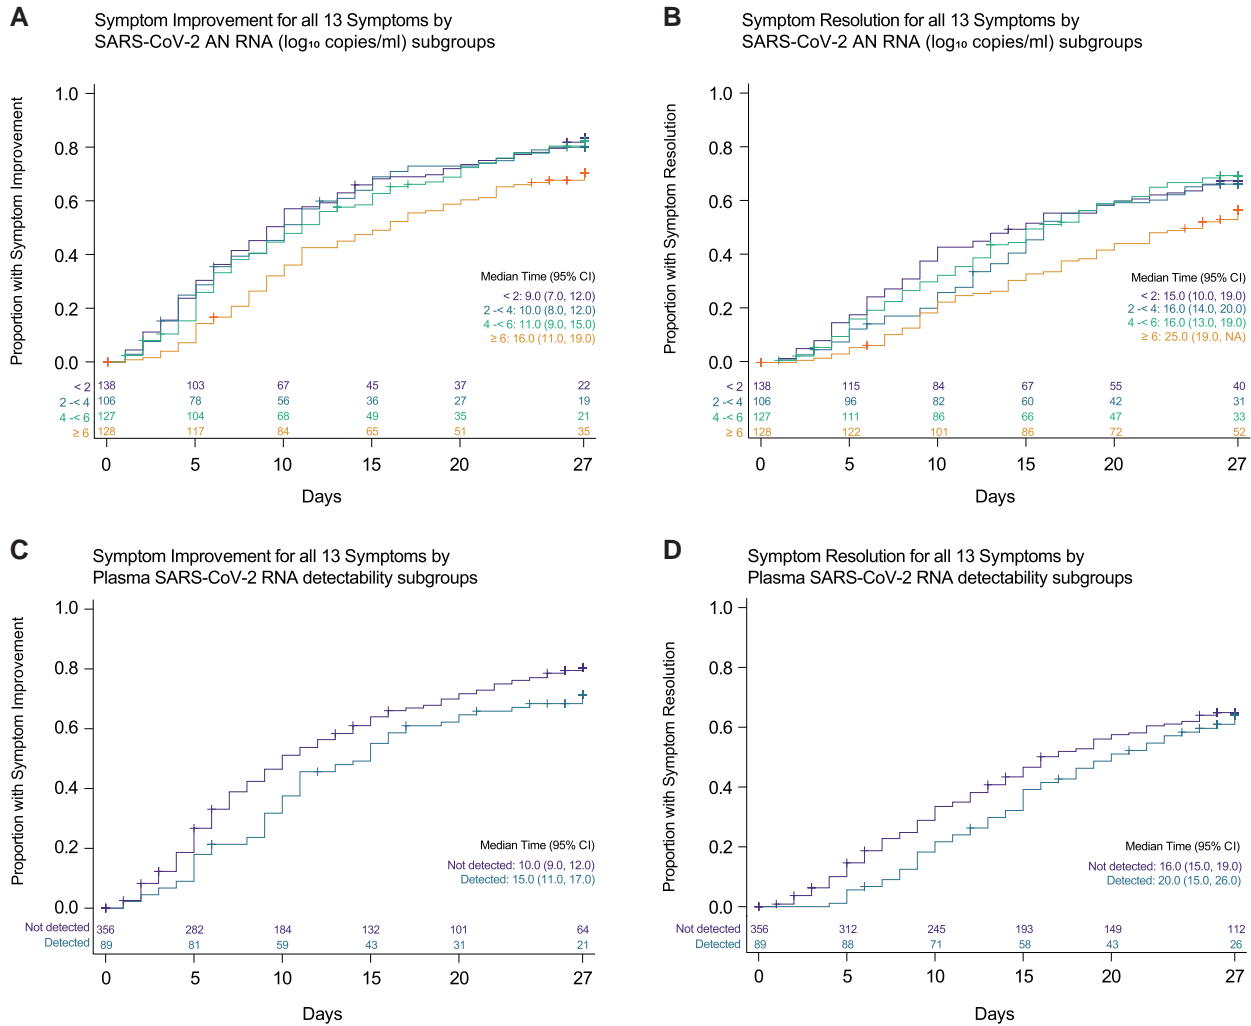 A
Symptom Improvement for all 13 Symptoms by
SARS-CoV-2 AN RNA (log₁₀ copies/ml) subgroups
Proportion with Symptom Improvement
1.0
0.8
0.6
0.4
0.2
0.0
Median Time (95% CI)
< 2: 9.0 (7.0, 12.0)
2 -< 4: 10.0 (8.0, 12.0)
4 -< 6: 11.0 (9.0, 15.0)
≥ 6: 16.0 (11.0, 19.0)
< 2 138 103 67 45 37 22
2 -< 4 106 78 56 36 27 19
4 -< 6 127 104 68 49 35 21
≥ 6 128 117 84 65 51 35
0 5 10 15 20 27
Days
B
Symptom Resolution for all 13 Symptoms by
SARS-CoV-2 AN RNA (log₁₀ copies/ml) subgroups
Proportion with Symptom Resolution
1.0
0.8
0.6
0.4
0.2
0.0
Median Time (95% CI)
< 2: 15.0 (10.0, 19.0)
2 -< 4: 16.0 (14.0, 20.0)
4 -< 6: 16.0 (13.0, 19.0)
≥ 6: 25.0 (19.0, NA)
< 2 138 115 84 67 55 40
2 -< 4 106 96 82 60 42 31
4 -< 6 127 111 86 66 47 33
≥ 6 128 122 101 86 72 52
0 5 10 15 20 27
Days
C
Symptom Improvement for all 13 Symptoms by
Plasma SARS-CoV-2 RNA detectability subgroups
Proportion with Symptom Improvement
1.0
0.8
0.6
0.4
0.2
0.0
Median Time (95% CI)
Not detected: 10.0 (9.0, 12.0)
Detected: 15.0 (11.0, 17.0)
Not detected 356 282 184 132 101 64
Detected 89 81 59 43 31 21
0 5 10 15 20 27
Days
D
Symptom Resolution for all 13 Symptoms by
Plasma SARS-CoV-2 RNA detectability subgroups
Proportion with Symptom Resolution
1.0
0.8
0.6
0.4
0.2
0.0
Median Time (95% CI)
Not detected: 16.0 (15.0, 19.0)
Detected: 20.0 (15.0, 26.0)
Not detected 356 312 245 193 149 112
Detected 89 88 71 58 43 26
0 5 10 15 20 27
Days